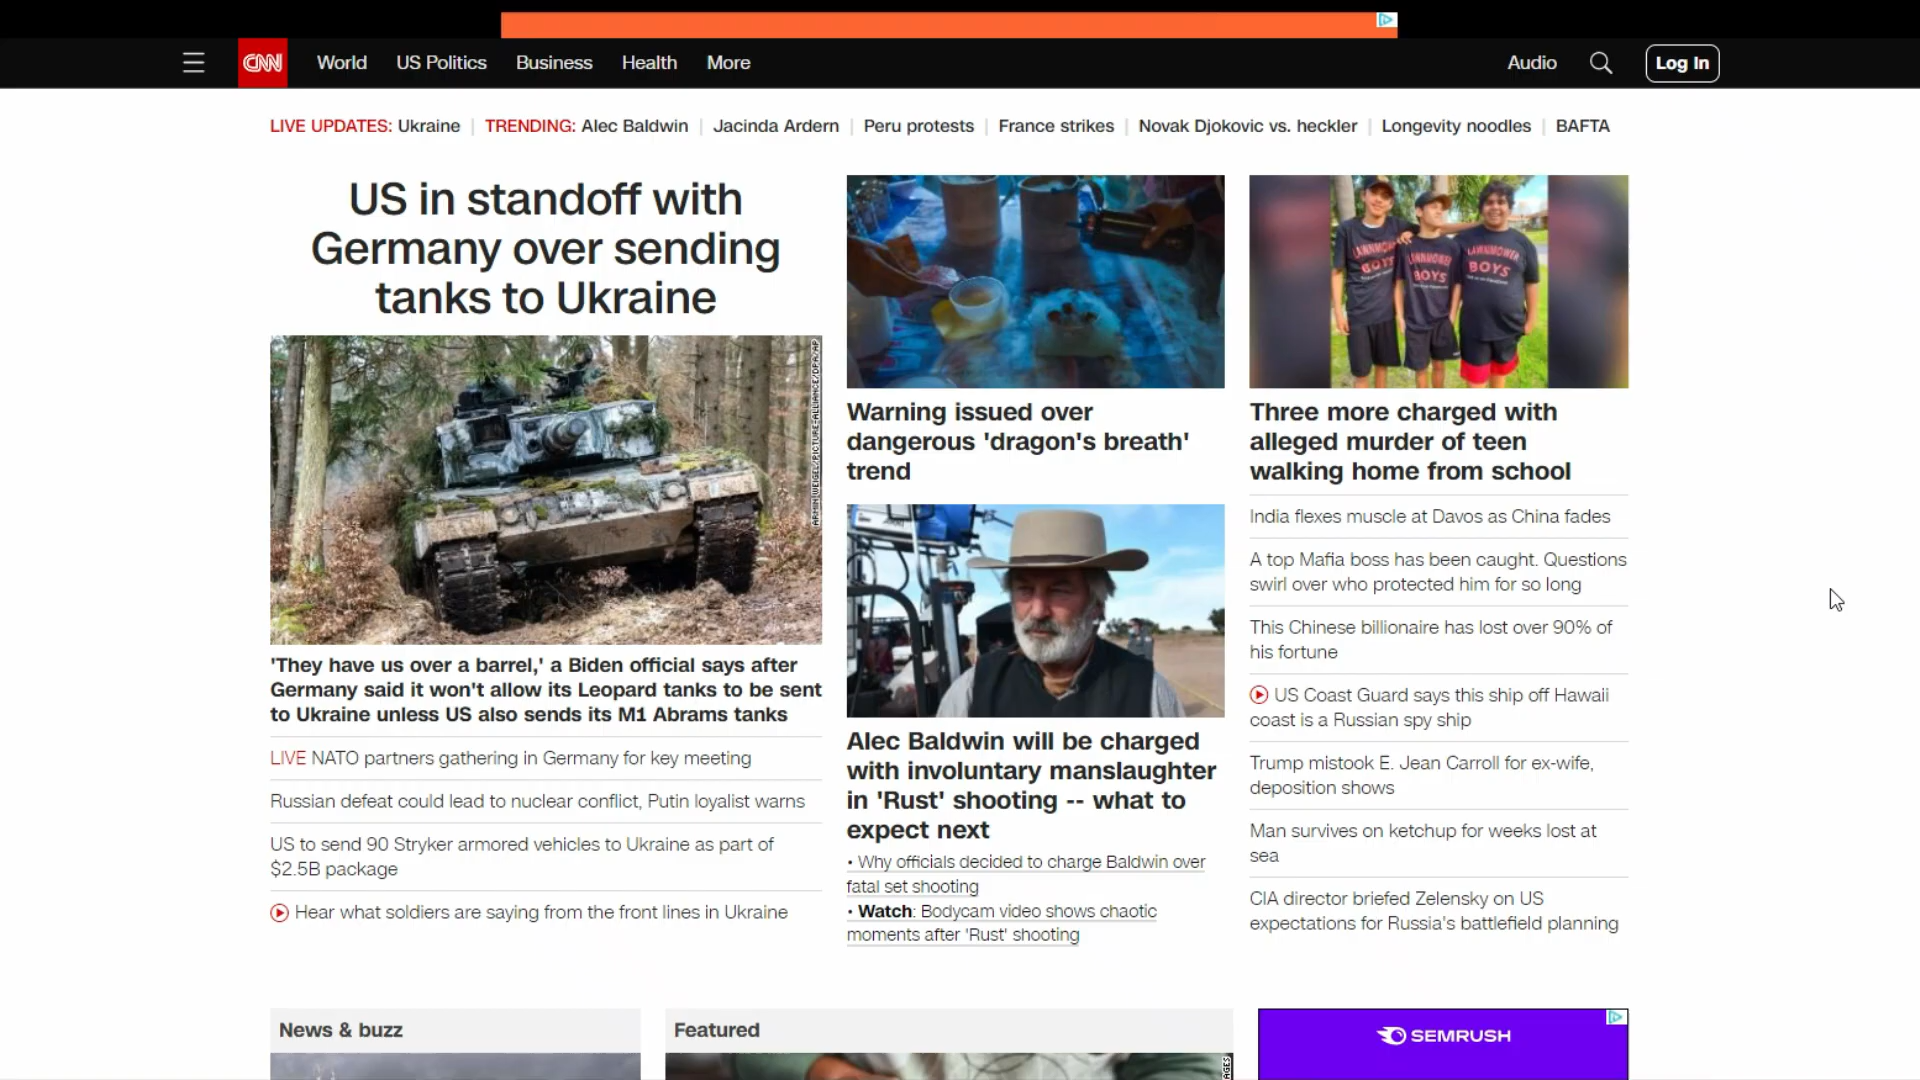 CNN World US Politics Business Health More Audio Log In
LIVE UPDATES: Ukraine TRENDING: Alec Baldwin Jacinda Ardern Peru protests France strikes Novak Djokovic vs. heckler Longevity noodles BAFTA
US in standoff with
Germany over sending
tanks to Ukraine
ARMIN WEIGEL/PICTURE-ALLIANCE/DPA/AP
'They have us over a barrel,' a Biden official says after
Germany said it won't allow its Leopard tanks to be sent
to Ukraine unless US also sends its M1 Abrams tanks
LIVE NATO partners gathering in Germany for key meeting
Russian defeat could lead to nuclear conflict, Putin loyalist warns
US to send 90 Stryker armored vehicles to Ukraine as part of
$2.5B package
Hear what soldiers are saying from the front lines in Ukraine
Warning issued over
dangerous 'dragon's breath'
trend
Alec Baldwin will be charged
with involuntary manslaughter
in 'Rust' shooting -- what to
expect next
• Why officials decided to charge Baldwin over
fatal set shooting
• Watch: Bodycam video shows chaotic
moments after 'Rust' shooting
LAWNMOWER
BOYS
LAWNMOWER
BOYS
LAWNMOWER
BOYS
Three more charged with
alleged murder of teen
walking home from school
India flexes muscle at Davos as China fades
A top Mafia boss has been caught. Questions
swirl over who protected him for so long
This Chinese billionaire has lost over 90% of
his fortune
US Coast Guard says this ship off Hawaii
coast is a Russian spy ship
Trump mistook E. Jean Carroll for ex-wife,
deposition shows
Man survives on ketchup for weeks lost at
sea
CIA director briefed Zelensky on US
expectations for Russia's battlefield planning
News & buzz
Featured
SEMRUSH